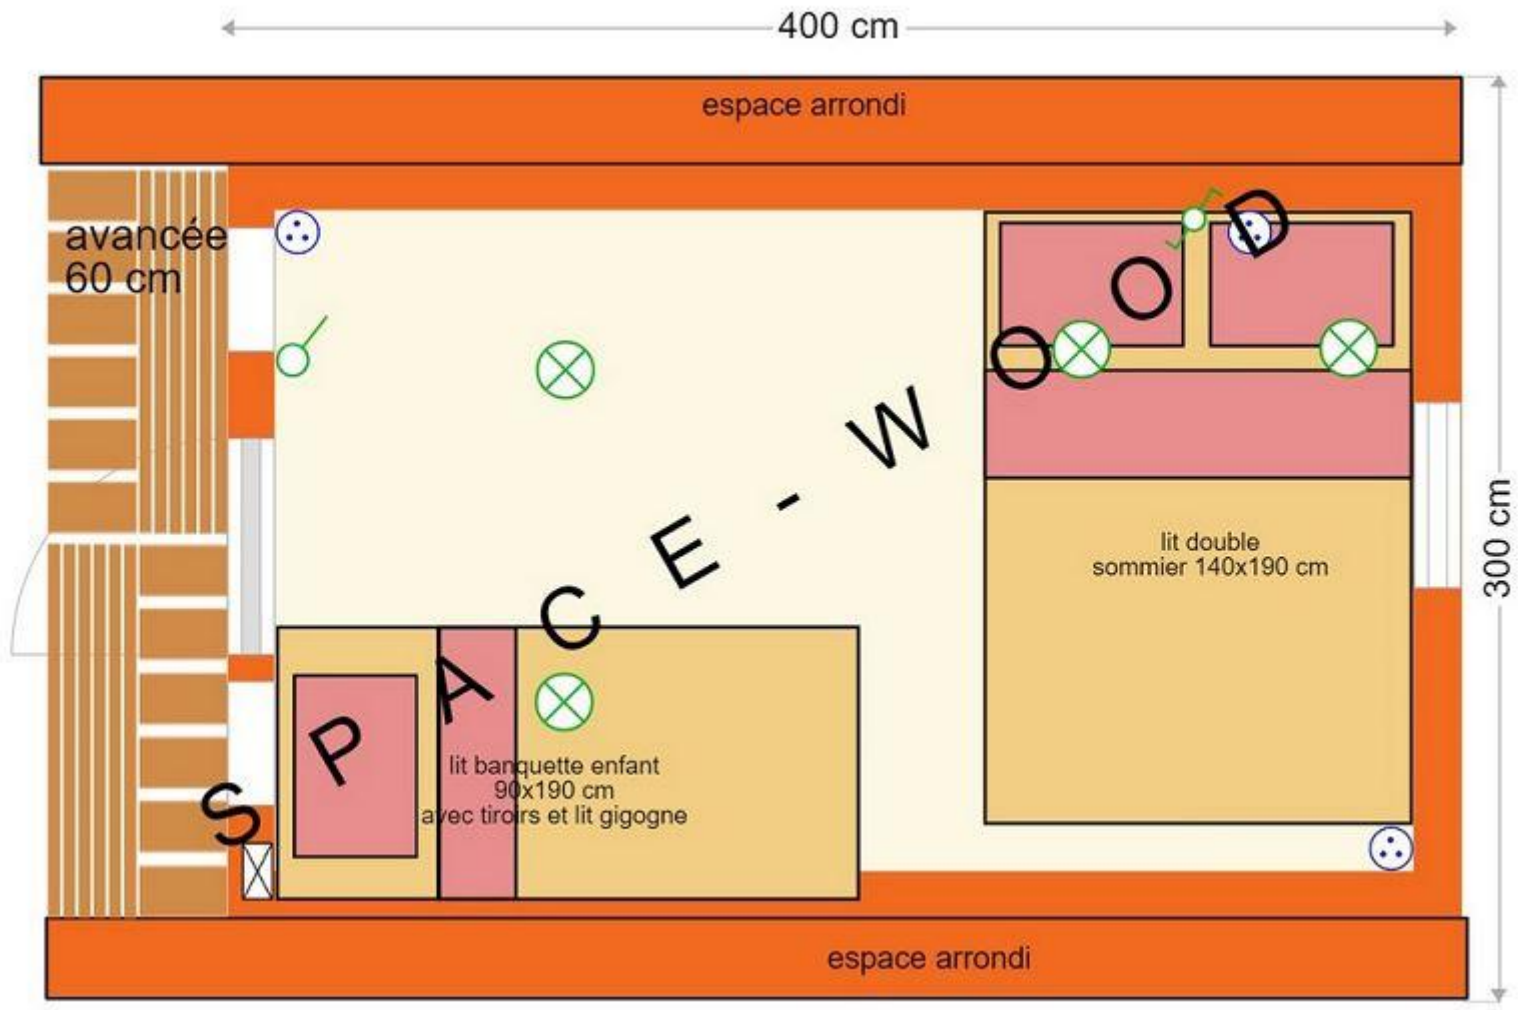 400 cm
espace arrondi
avancée
60 cm
300 cm
lit double
sommier 140x190 cm
lit banquette enfant
90x190 cm
avec tiroirs et lit gigogne
SPACE-WOOD
espace arrondi